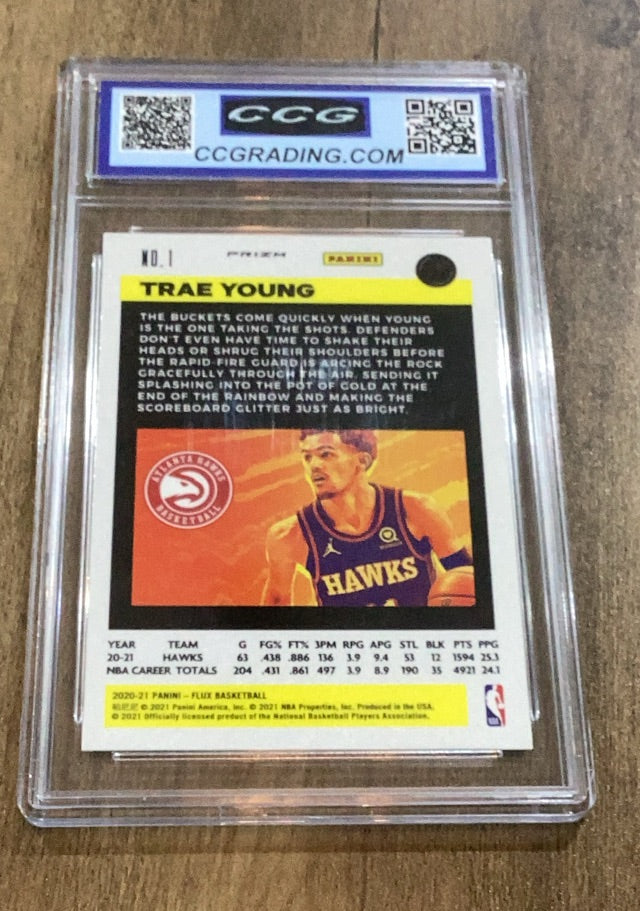 CCG
CCGRADING.COM
NO. 1 PRIZM PANINI
TRAE YOUNG
THE BUCKETS COME QUICKLY WHEN YOUNG
IS THE ONE TAKING THE SHOTS. DEFENDERS
DON'T EVEN HAVE TIME TO SHAKE THEIR
HEADS OR SHRUG THEIR SHOULDERS BEFORE
THE RAPID-FIRE GUARD IS ARCING THE ROCK
GRACEFULLY THROUGH THE AIR, SENDING IT
SPLASHING INTO THE POT OF GOLD AT THE
END OF THE RAINBOW AND MAKING THE
SCOREBOARD GLITTER JUST AS BRIGHT.
ATLANTA HAWKS
BASKETBALL
HAWKS
YEAR TEAM G FG% FT% 3PM RPG APG STL BLK PTS PPG
20-21 HAWKS 63 .438 .886 136 3.9 9.4 53 12 1594 25.3
NBA CAREER TOTALS 204 .431 .861 497 3.9 8.9 190 35 4921 24.1
2020-21 PANINI – FLUX BASKETBALL
© 2021 Panini America, Inc. © 2021 NBA Properties, Inc. Produced in the USA.
© 2021 Officially licensed product of the National Basketball Players Association.